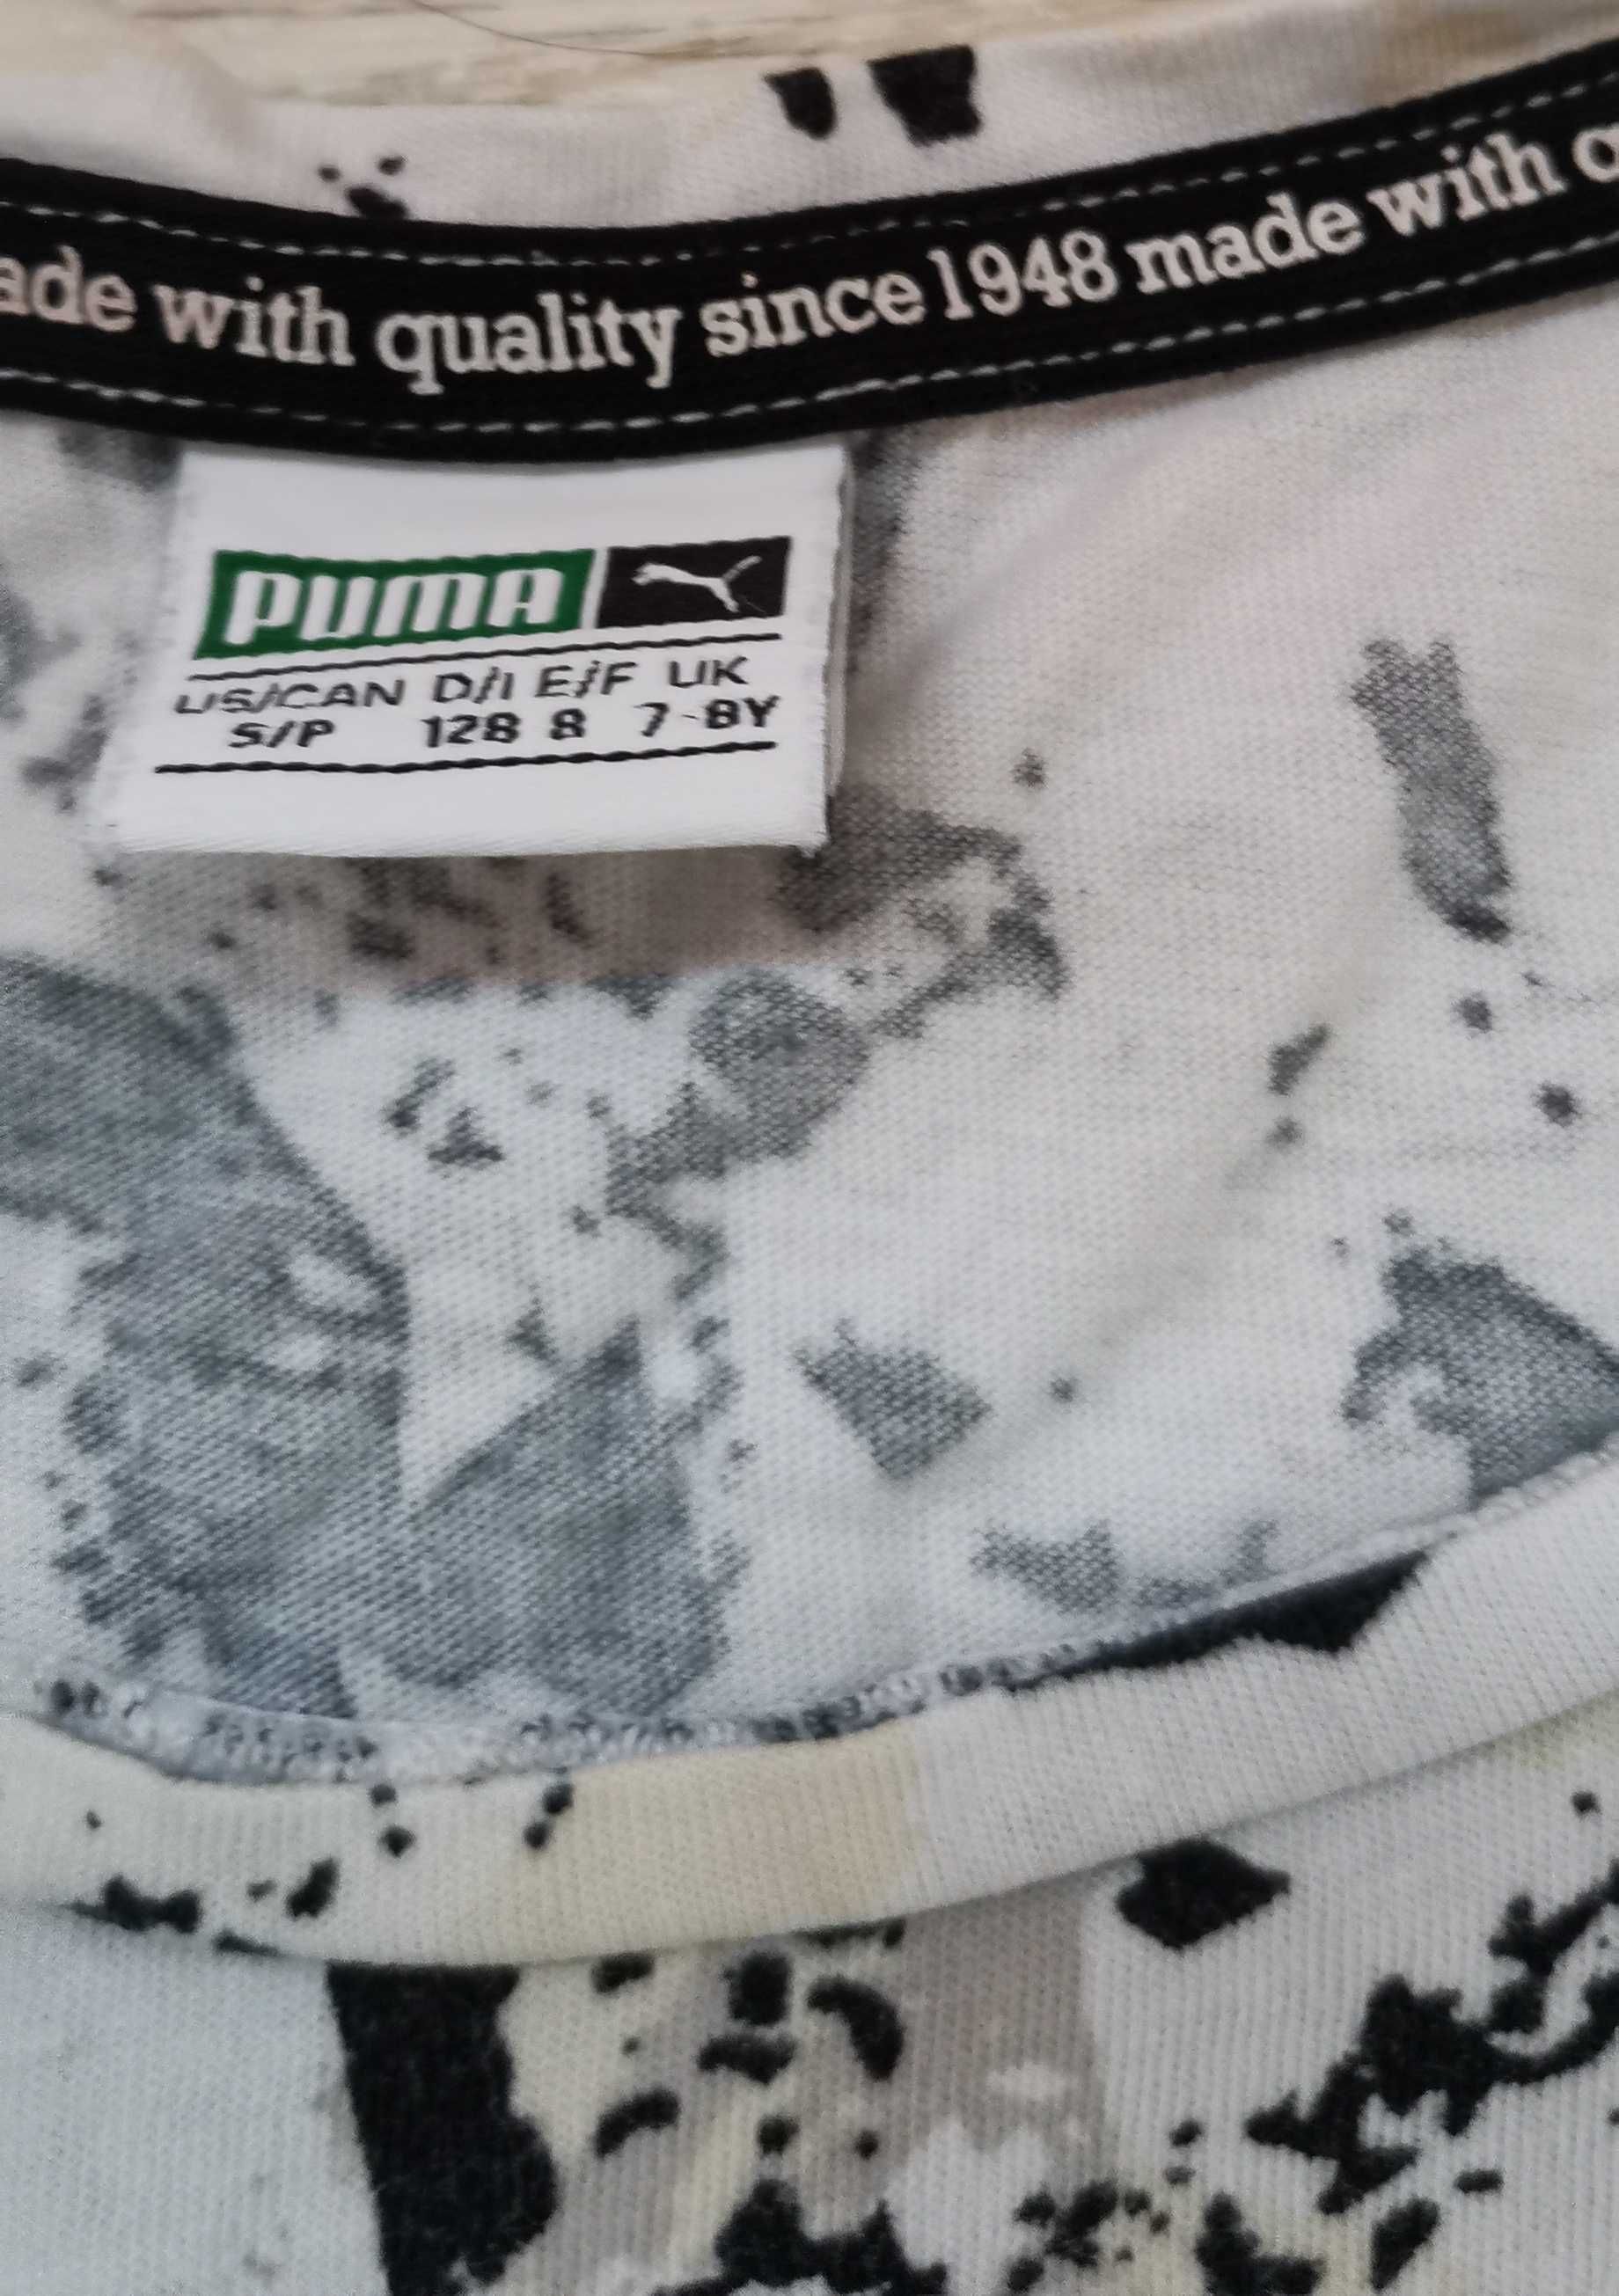 ade with quality since 1948 made with q
PUMA
US/CAN D/I E/F UK
S/P 128 8 7-8Y